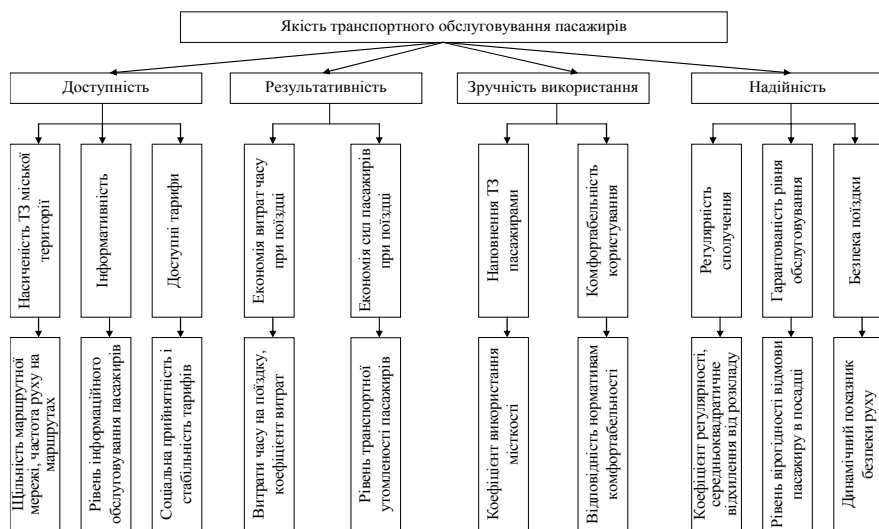 Якість транспортного обслуговування пасажирів
Доступність
Результативність
Зручність використання
Надійність
Насиченість ТЗ міської
території
Інформативність
Доступні тарифи
Економія витрат часу
при поїздці
Економія сил пасажирів
при поїздці
Наповнення ТЗ
пасажирами
Комфортабельність
користування
Регулярність
сполучення
Гарантованість рівня
обслуговування
Безпека поїздки
Щільність маршрутної
мережі, частота руху на
маршрутах
Рівень інформаційного
обслуговування пасажирів
Соціальна прийнятність і
стабільність тарифів
Витрати часу на поїздку,
коефіцієнт витрат
Рівень транспортної
утомленості пасажирів
Коефіцієнт використання
місткості
Відповідність нормативам
комфортабельності
Коефіцієнт регулярності,
середньоквадратичне
відхилення від розкладу
Рівень вірогідності відмови
пасажиру в посадці
Динамічний показник
безпеки руху